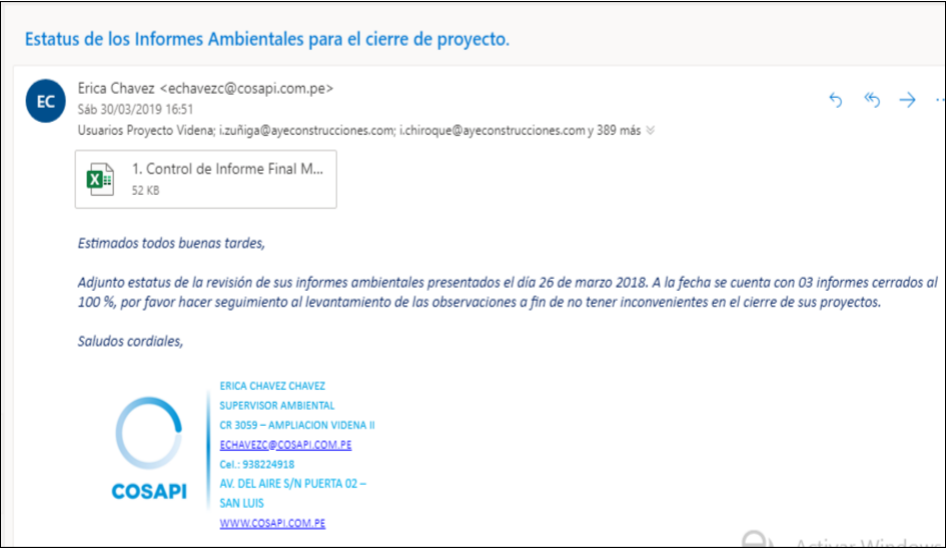 Estatus de los Informes Ambientales para el cierre de proyecto.
EC
Erica Chavez <echavezc@cosapi.com.pe>
Sáb 30/03/2019 16:51
Usuarios Proyecto Videna; i.zuñiga@ayeconstrucciones.com; i.chiroque@ayeconstrucciones.com y 389 más
1. Control de Informe Final M...
52 KB
Estimados todos buenas tardes,
Adjunto estatus de la revisión de sus informes ambientales presentados el día 26 de marzo 2018. A la fecha se cuenta con 03 informes cerrados al
100 %, por favor hacer seguimiento al levantamiento de las observaciones a fin de no tener inconvenientes en el cierre de sus proyectos.
Saludos cordiales,
ERICA CHAVEZ CHAVEZ
SUPERVISOR AMBIENTAL
CR 3059 – AMPLIACION VIDENA II
ECHAVEZC@COSAPI.COM.PE
Cel.: 938224918
AV. DEL AIRE S/N PUERTA 02 –
SAN LUIS
WWW.COSAPI.COM.PE
COSAPI
Activar Windows